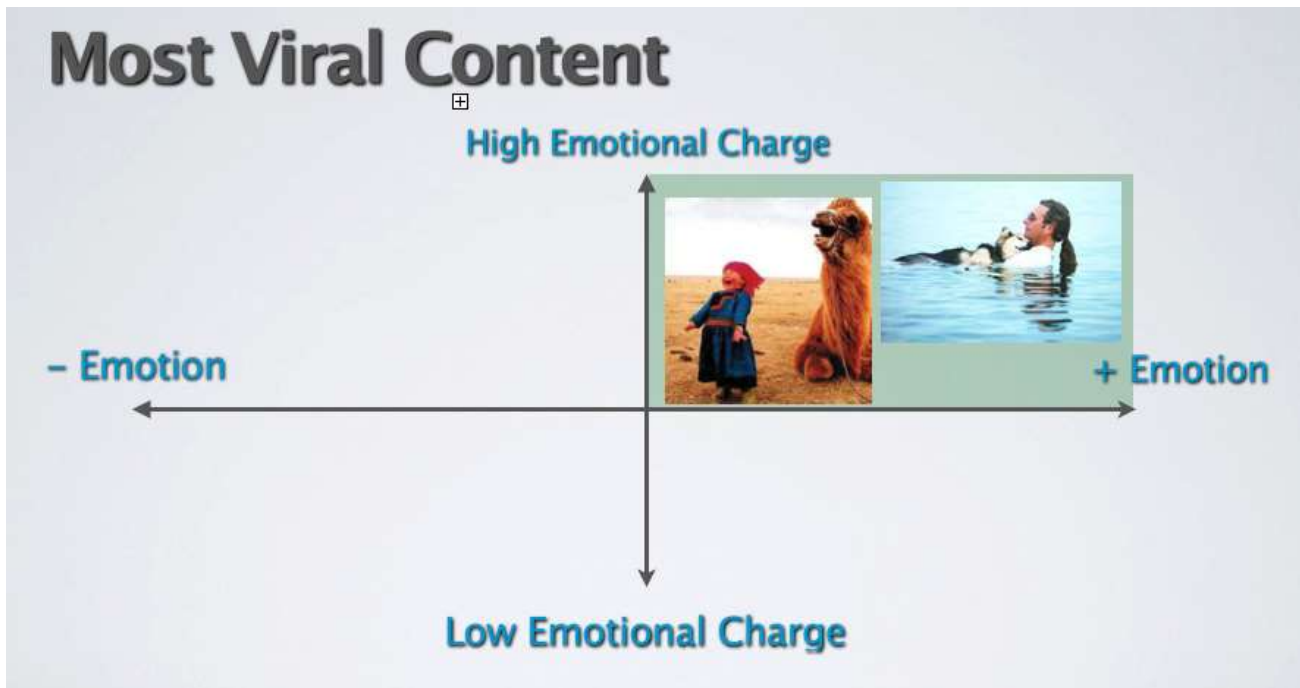 Most Viral Content
High Emotional Charge
– Emotion
+ Emotion
Low Emotional Charge